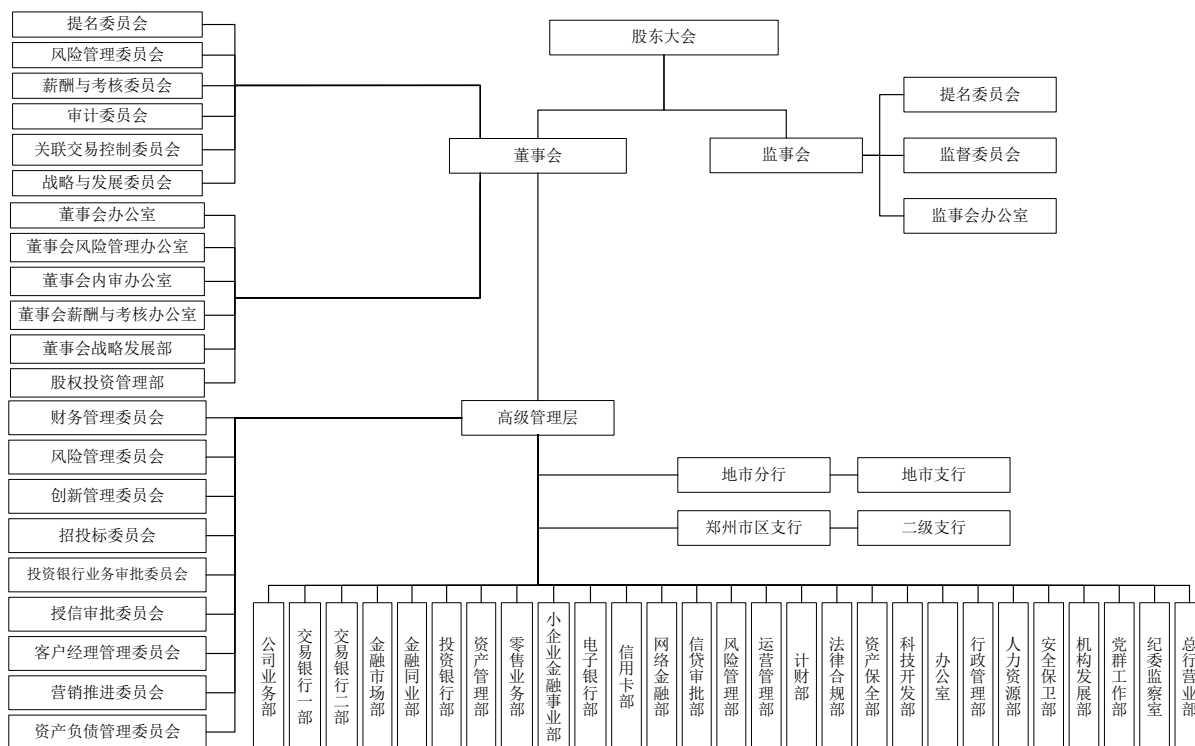 股东大会
董事会
监事会
提名委员会
监督委员会
监事会办公室
提名委员会
风险管理委员会
薪酬与考核委员会
审计委员会
关联交易控制委员会
战略与发展委员会
董事会办公室
董事会风险管理办公室
董事会内审办公室
董事会薪酬与考核办公室
董事会战略发展部
股权投资管理部
高级管理层
财务管理委员会
风险管理委员会
创新管理委员会
招投标委员会
投资银行业务审批委员会
授信审批委员会
客户经理管理委员会
营销推进委员会
资产负债管理委员会
地市分行
地市支行
郑州市区支行
二级支行
公司业务部
交易银行一部
交易银行二部
金融市场部
金融同业部
投资银行部
资产管理部
零售业务部
小企业金融事业部
电子银行部
信用卡部
网络金融部
信贷审批部
风险管理部
运营管理部
计财部
法律合规部
资产保全部
科技开发部
办公室
行政管理部
人力资源部
安全保卫部
机构发展部
党群工作部
纪委监察室
总行营业部